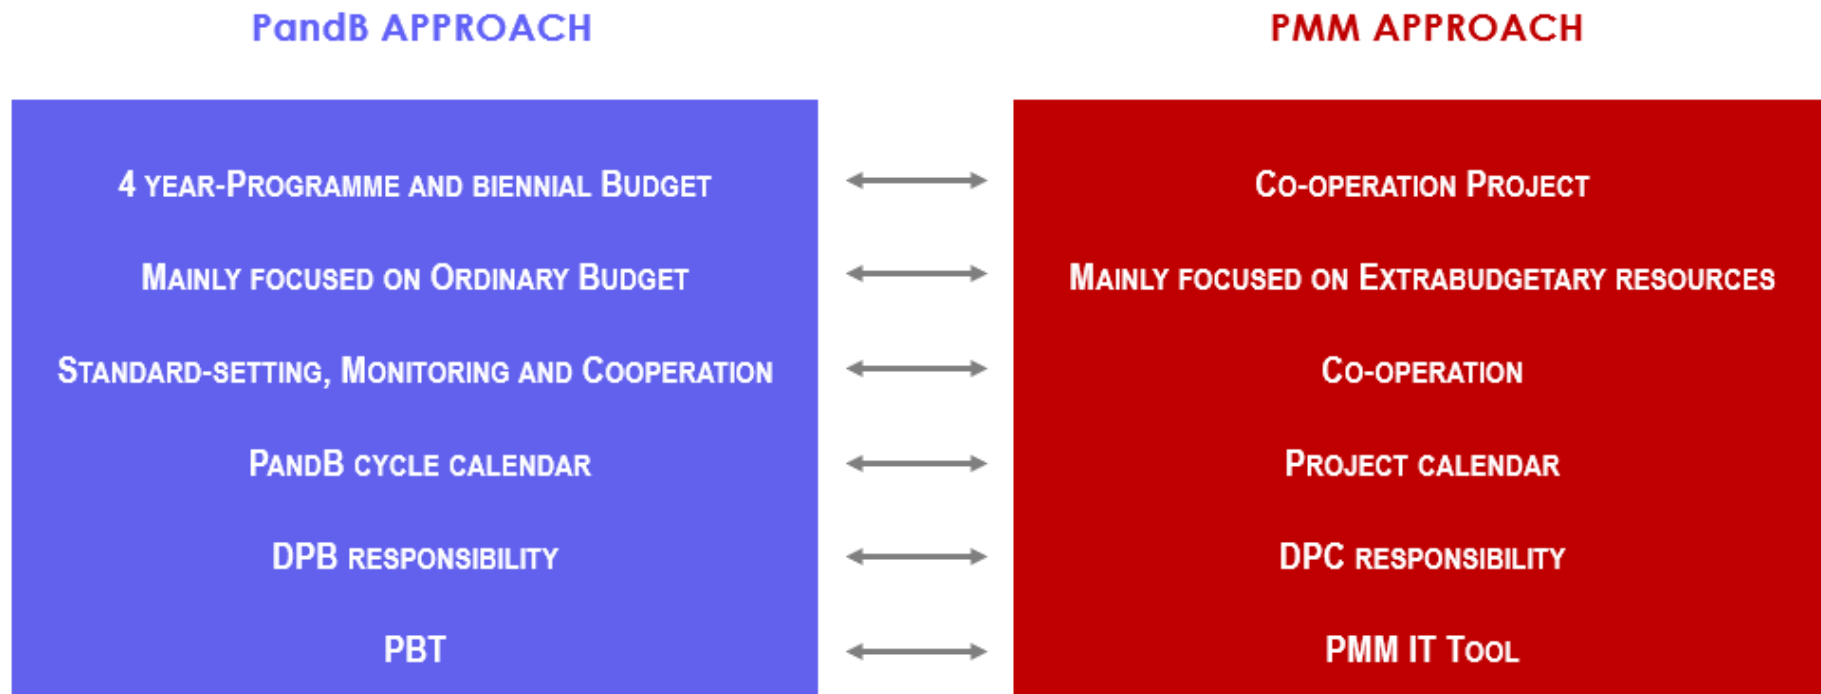 PandB APPROACH
PMM APPROACH
4 YEAR-PROGRAMME AND BIENNIAL BUDGET
CO-OPERATION PROJECT
MAINLY FOCUSED ON ORDINARY BUDGET
MAINLY FOCUSED ON EXTRABUDGETARY RESOURCES
STANDARD-SETTING, MONITORING AND COOPERATION
CO-OPERATION
PANDB CYCLE CALENDAR
PROJECT CALENDAR
DPB RESPONSIBILITY
DPC RESPONSIBILITY
PBT
PMM IT TOOL